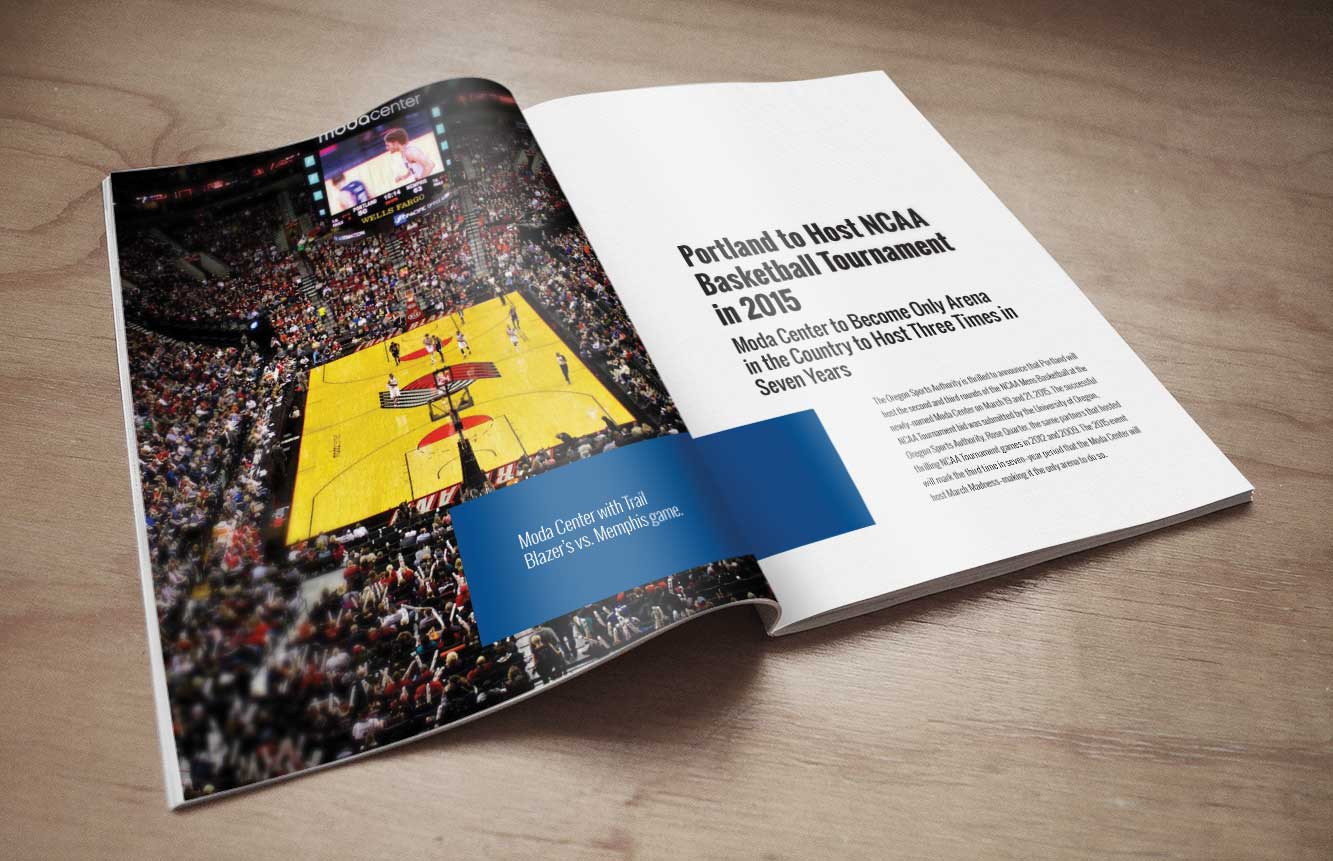 modacenter
PORTLAND 10:14 MEMPHIS
WELLS FARGO
Moda Center with Trail
Blazer's vs. Memphis game.
Portland to Host NCAA
Basketball Tournament
in 2015
Moda Center to Become Only Arena
in the Country to Host Three Times in
Seven Years
The Oregon Sports Authority is thrilled to announce that Portland will
host the second and third rounds of the NCAA Mens Basketball at the
newly-named Moda Center on March 19 and 21, 2015. The successful
NCAA Tournament bid was submitted by the University of Oregon,
Oregon Sports Authority, Rose Quarter, the same partners that hosted
thrilling NCAA Tournament games in 2012 and 2009. The 2015 event
will mark the third time in seven-year period that the Moda Center will
host March Madness-making it the only arena to do so.